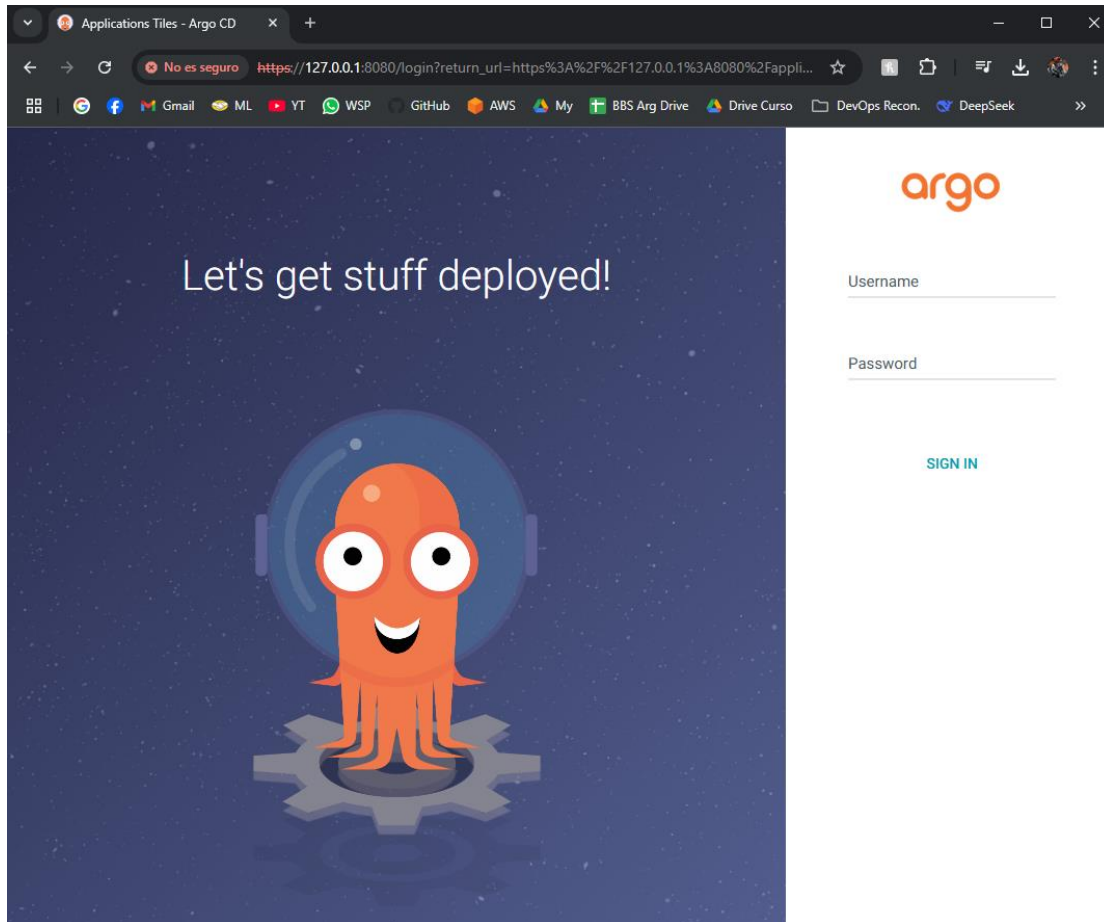 Applications Tiles - Argo CD
No es seguro https://127.0.0.1:8080/login?return_url=https%3A%2F%2F127.0.0.1%3A8080%2Fappli...
Gmail ML YT WSP GitHub AWS My BBS Arg Drive Drive Curso DevOps Recon. DeepSeek
argo
Let's get stuff deployed!
Username
Password
SIGN IN